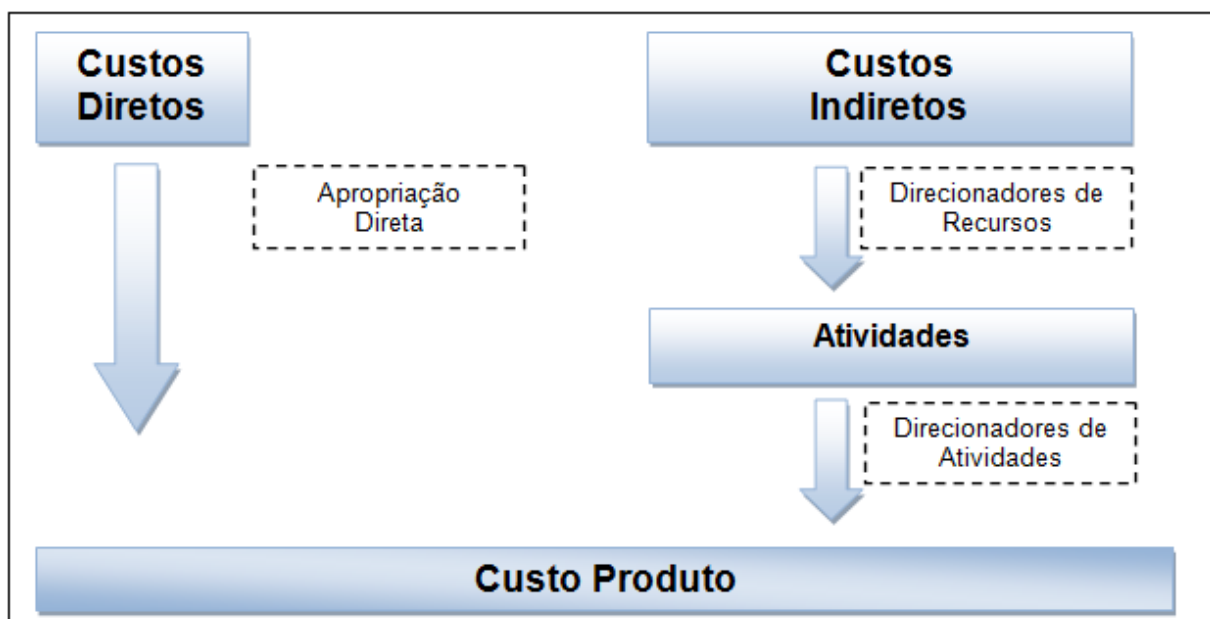 Custos
Diretos
Custos
Indiretos
Apropriação
Direta
Direcionadores de
Recursos
Atividades
Direcionadores de
Atividades
Custo Produto